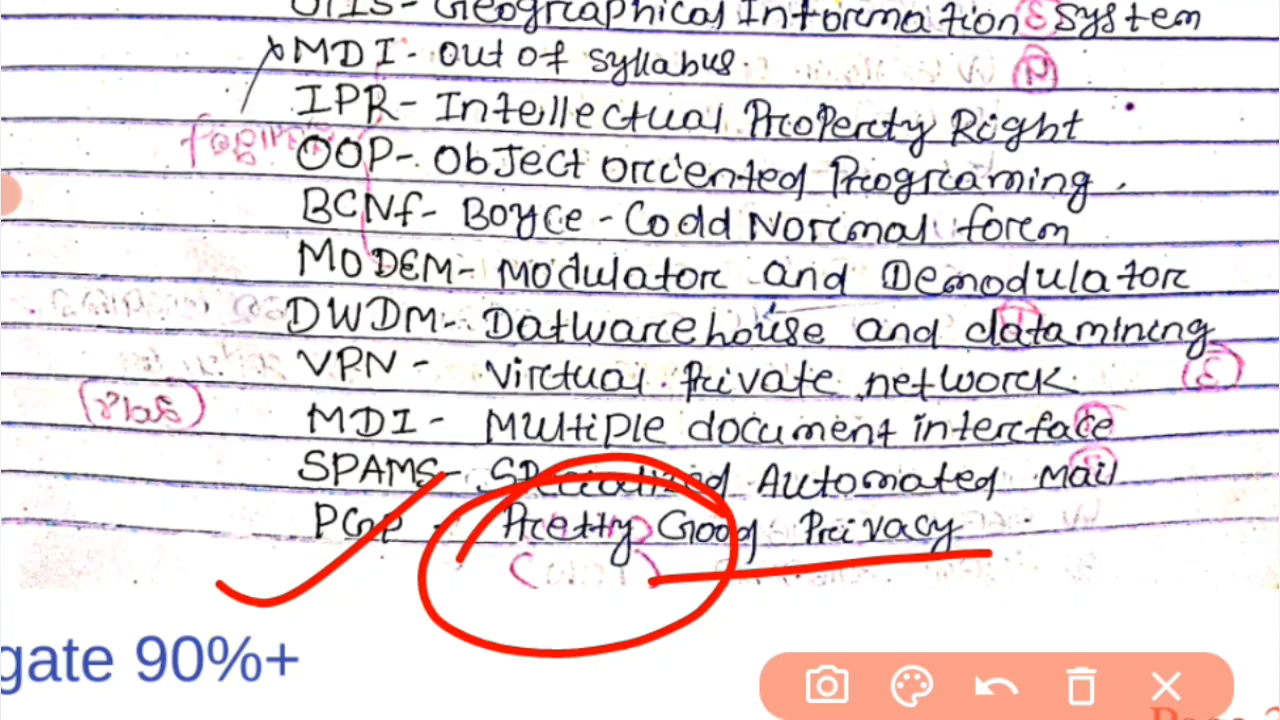 GIS- Geographical Information System
MDI- out of syllabus.
IPR- Intellectual Property Right
OOP- Object oriented Programing.
BCNf- Boyce-Codd Normal form
MODEM- Modulator and Demodulator
DWDM- Datwarehouse and datamining
VPN- Virtual Private network.
MDI- Multiple document interface
SPAMS- Specialized Automated Mail
PGP- Pretty Good Privacy
gate 90%+